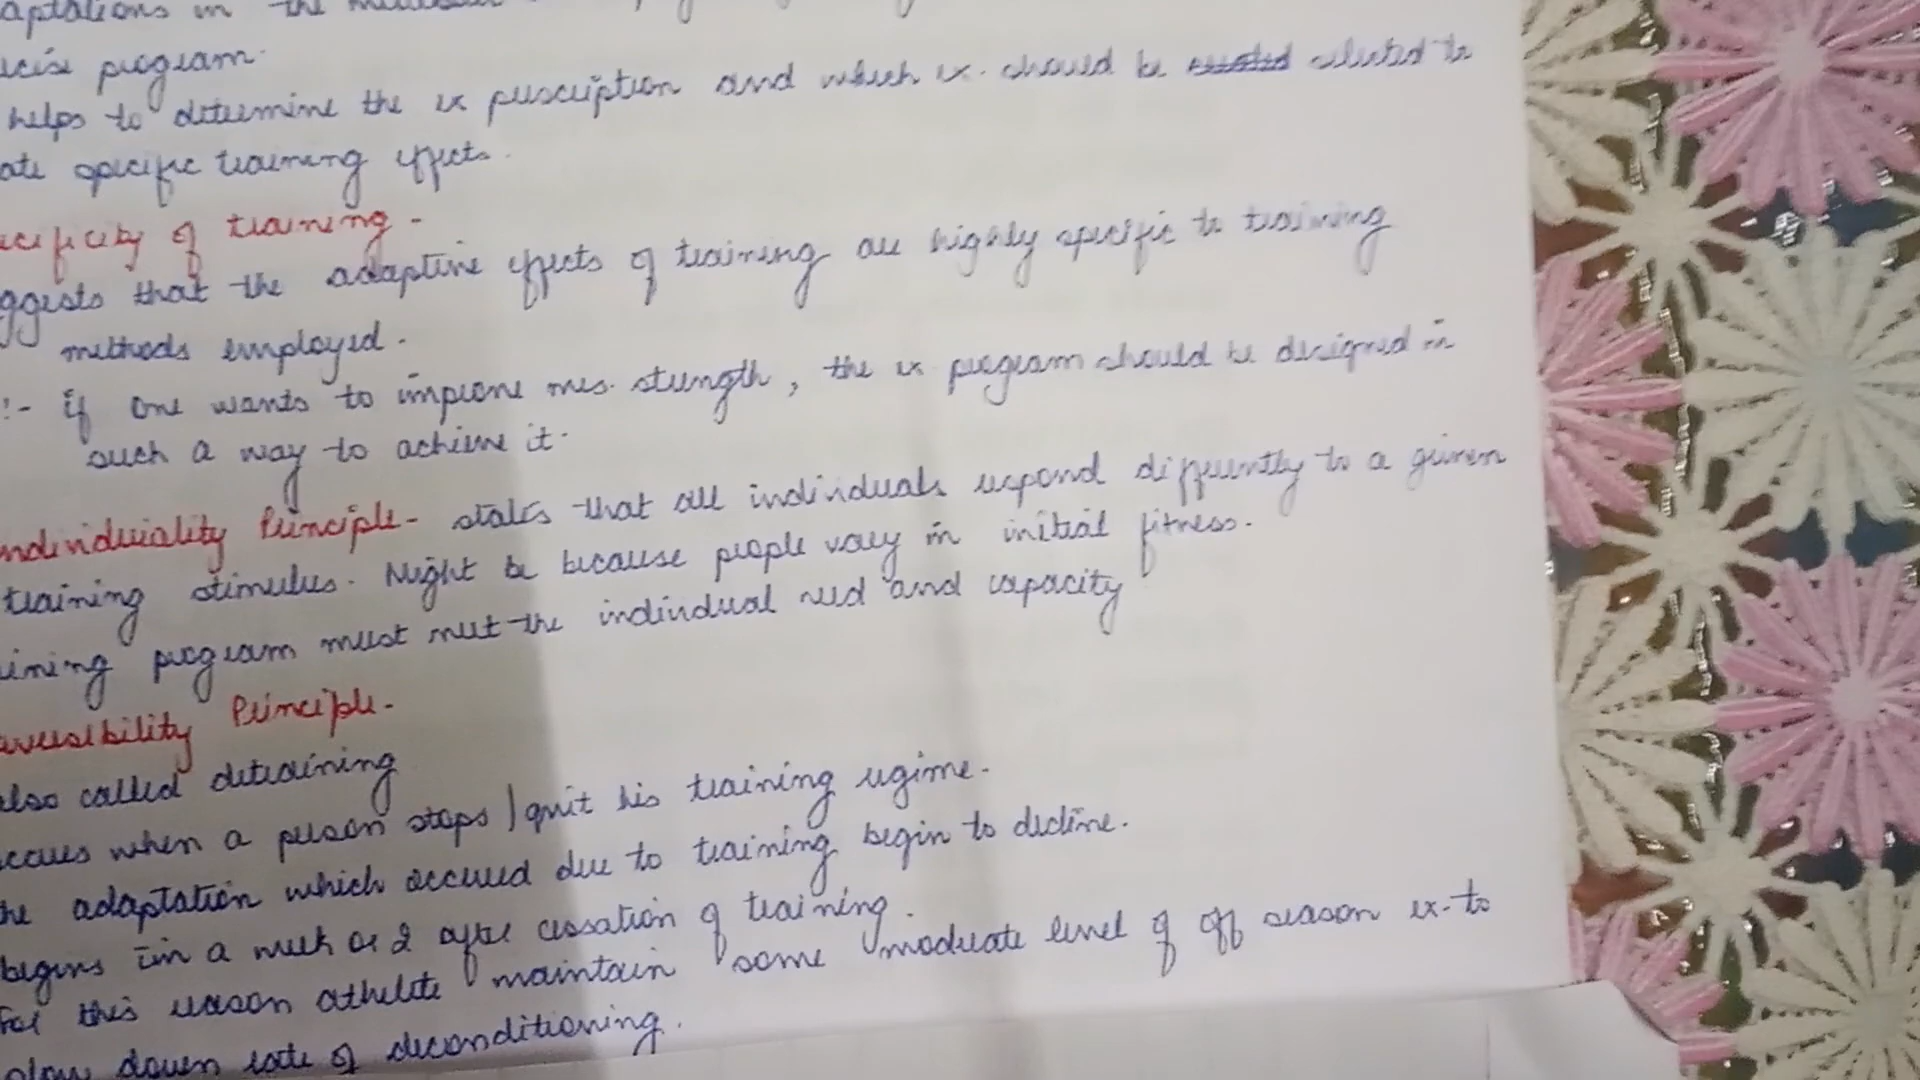 aptations in the
ecise program.
helps to determine the ex prescription and which ex. should be selected to
ate specific training effects.
ecificity of training -
ggests that the adaptive effects of training are highly specific to training
methods employed.
:- if one wants to improve mus. strength, the ex program should be designed in
such a way to achieve it.
ndividuality Principle - states that all individuals respond differently to a given
training stimulus. Might be because people vary in initial fitness.
ining program must meet the individual need and capacity
eversibility Principle.
also called detraining
ccurs when a person stops / quit his training regime.
he adaptation which occured due to training begin to decline.
begins in a week or 2 after cessation of training.
For this reason athelete maintain some moderate level of off season ex. to
slow down rate of deconditioning.